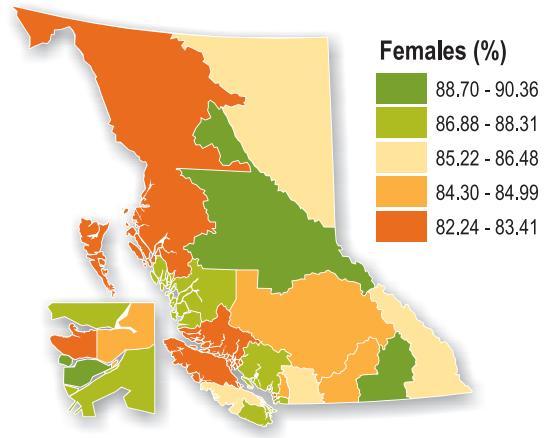 Females (%)
88.70 - 90.36
86.88 - 88.31
85.22 - 86.48
84.30 - 84.99
82.24 - 83.41